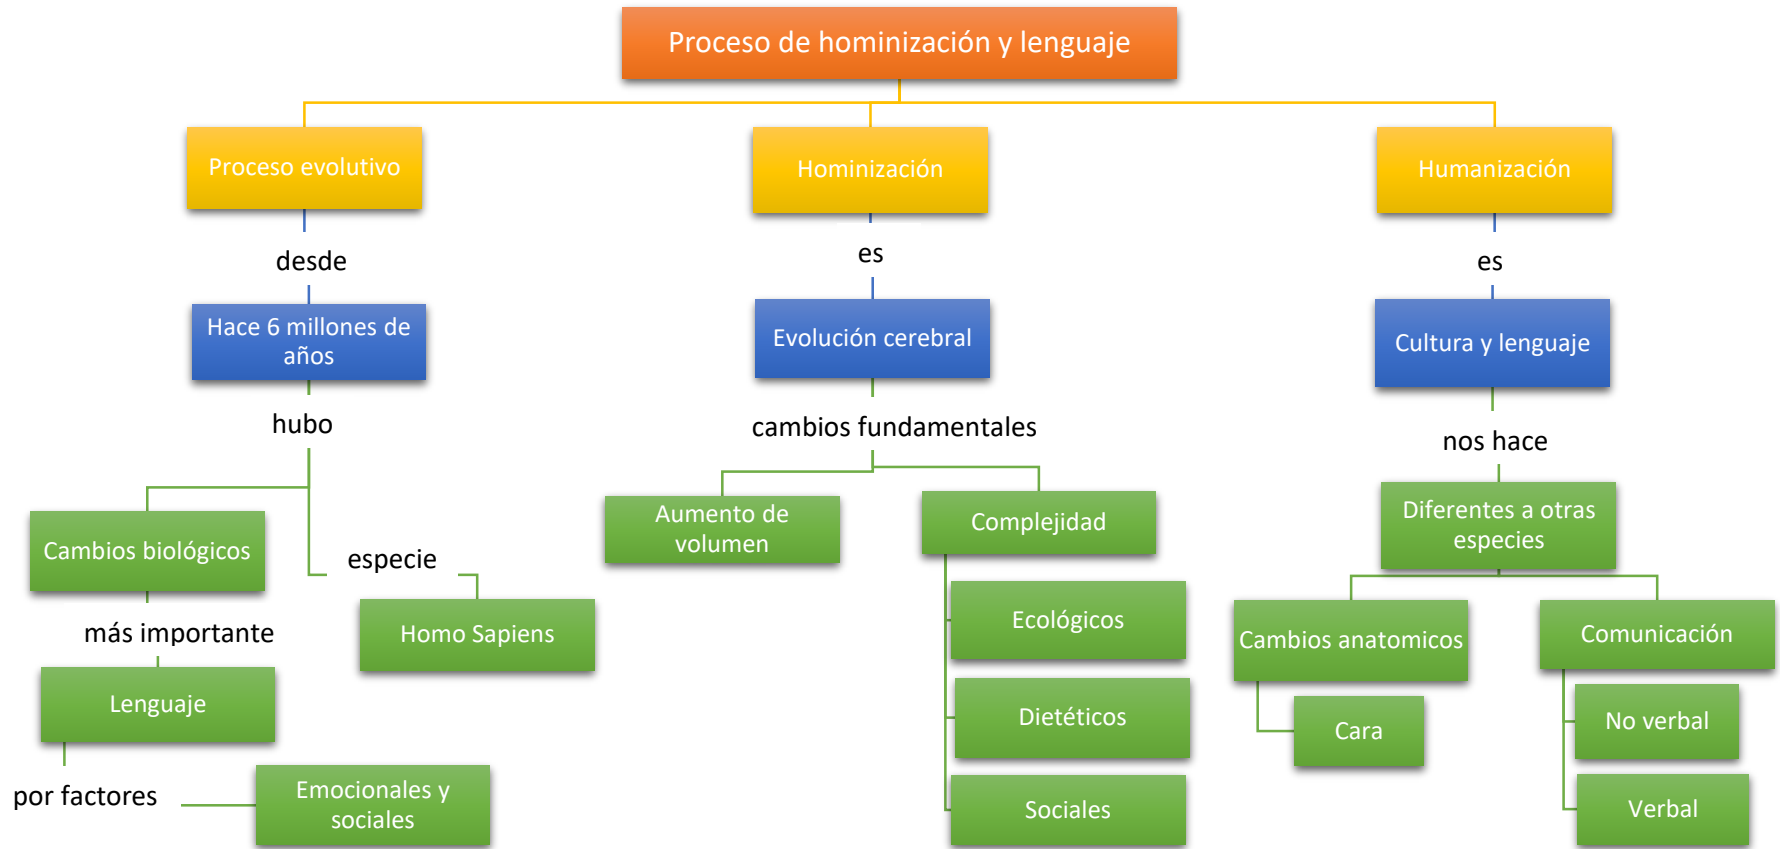 Proceso de hominización y lenguaje
Proceso evolutivo
Hominización
Humanización
desde
es
es
Hace 6 millones de
años
Evolución cerebral
Cultura y lenguaje
hubo
cambios fundamentales
nos hace
Cambios biológicos
especie
Homo Sapiens
más importante
Lenguaje
por factores
Emocionales y
sociales
Aumento de
volumen
Complejidad
Ecológicos
Dietéticos
Sociales
Diferentes a otras
especies
Cambios anatomicos
Cara
Comunicación
No verbal
Verbal